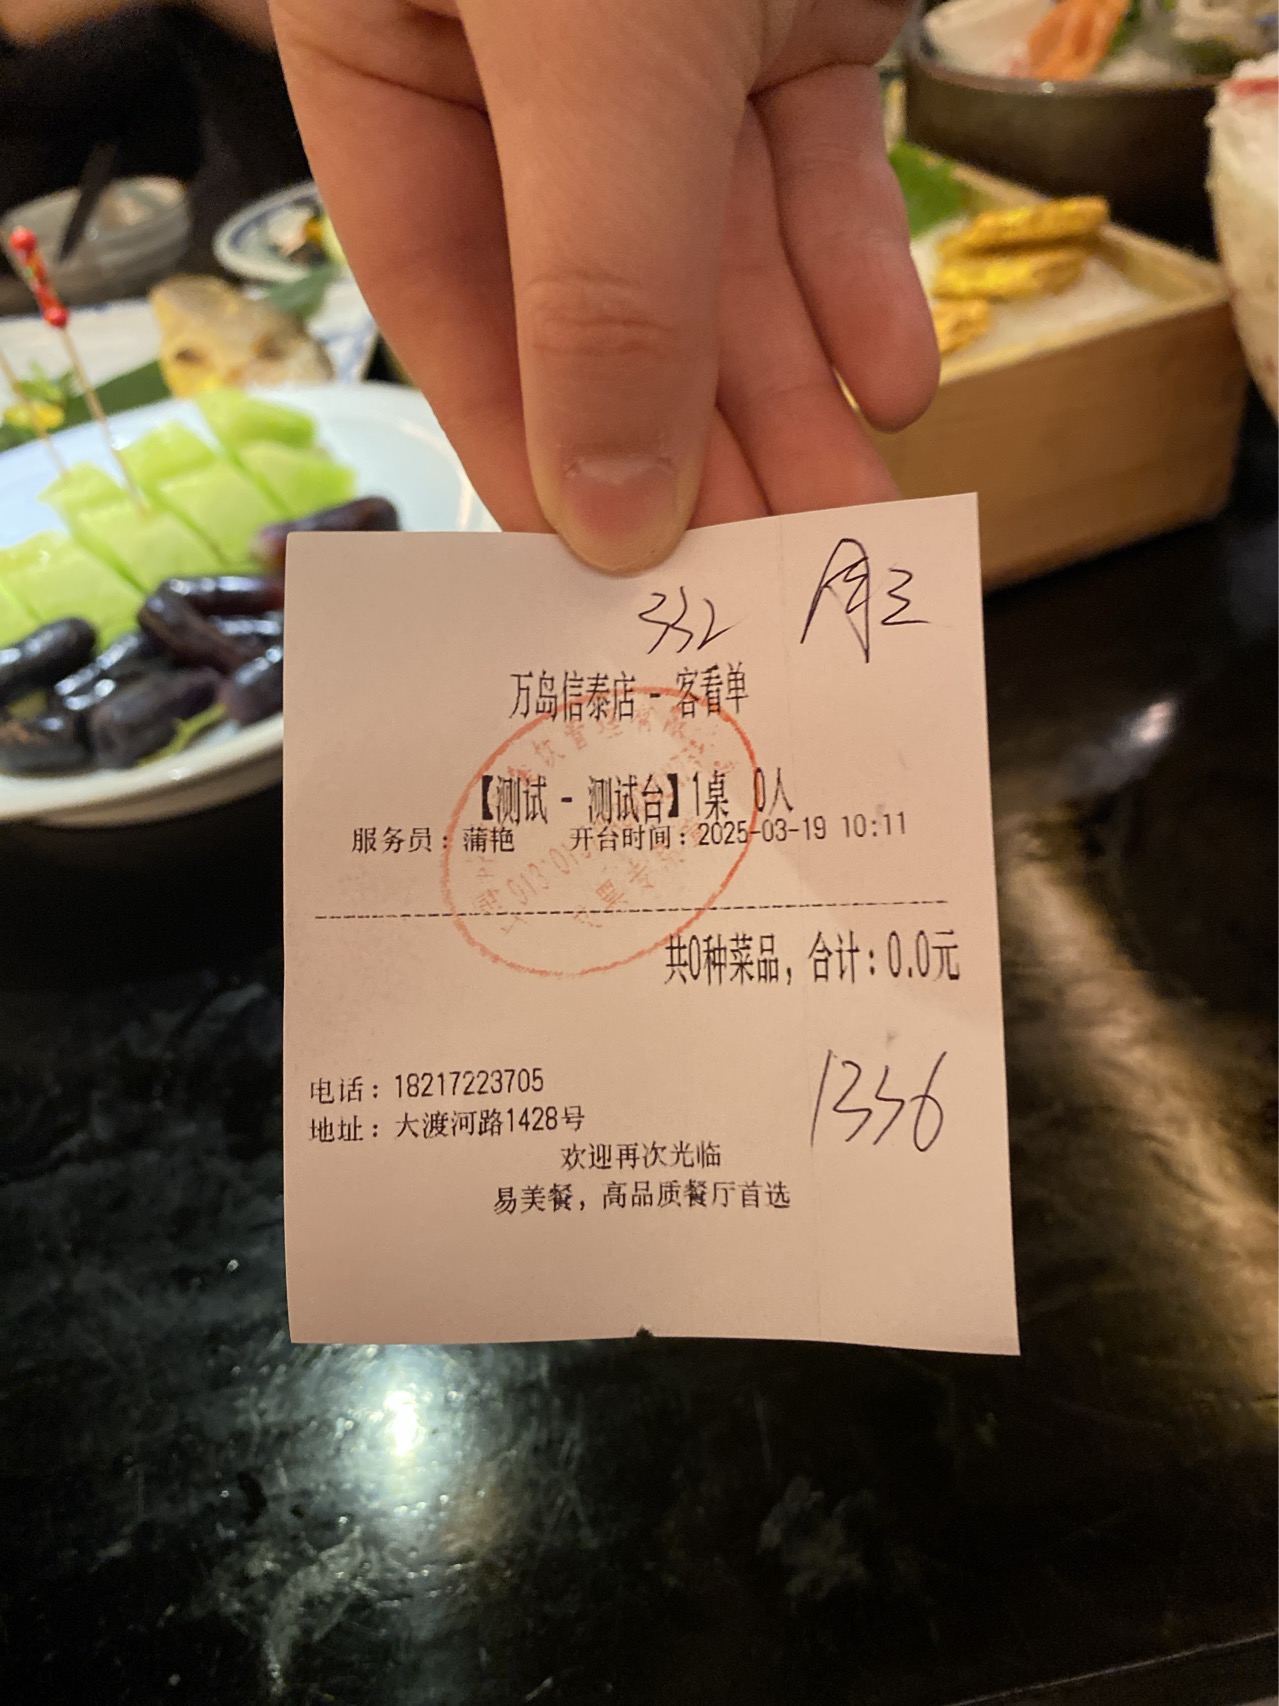 332 周三
万岛信泰店 - 客看单
【测试 - 测试台】1桌 0人
服务员：蒲艳 开台时间：2025-03-19 10:11
共0种菜品，合计：0.0元
1336
电话：18217223705
地址：大渡河路1428号
欢迎再次光临
易美餐，高品质餐厅首选